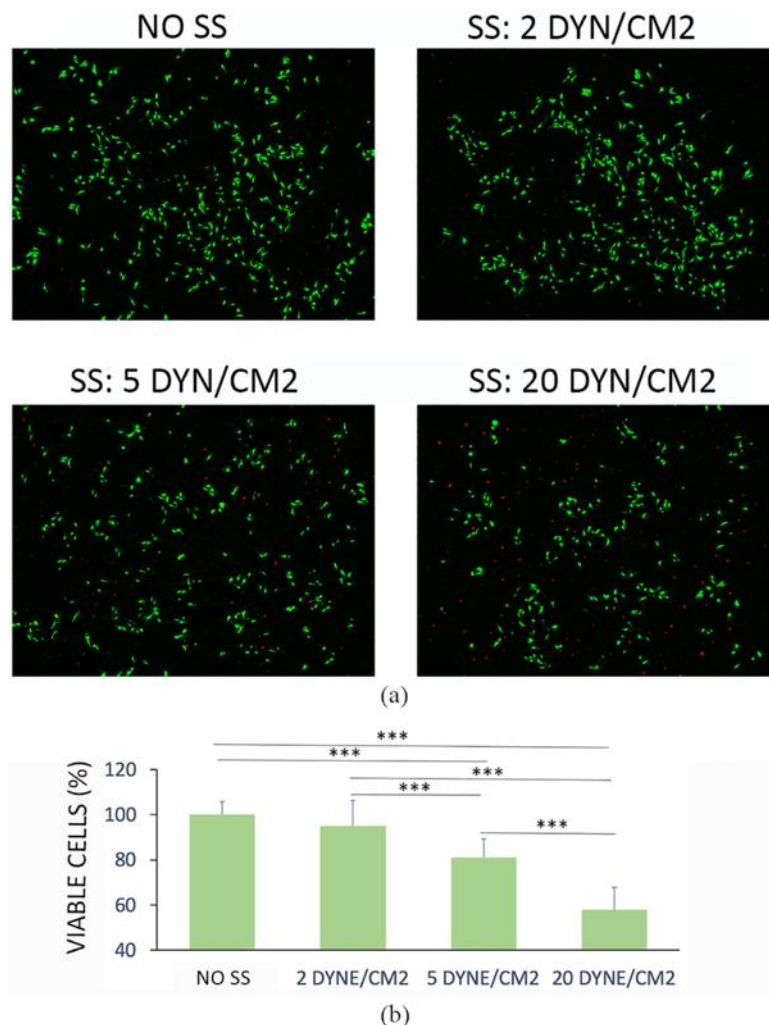 NO SS
SS: 2 DYN/CM2
SS: 5 DYN/CM2
SS: 20 DYN/CM2
(a)
***
***
***
***
***
VIABLE CELLS (%)
120
100
80
60
40
NO SS
2 DYNE/CM2
5 DYNE/CM2
20 DYNE/CM2
(b)